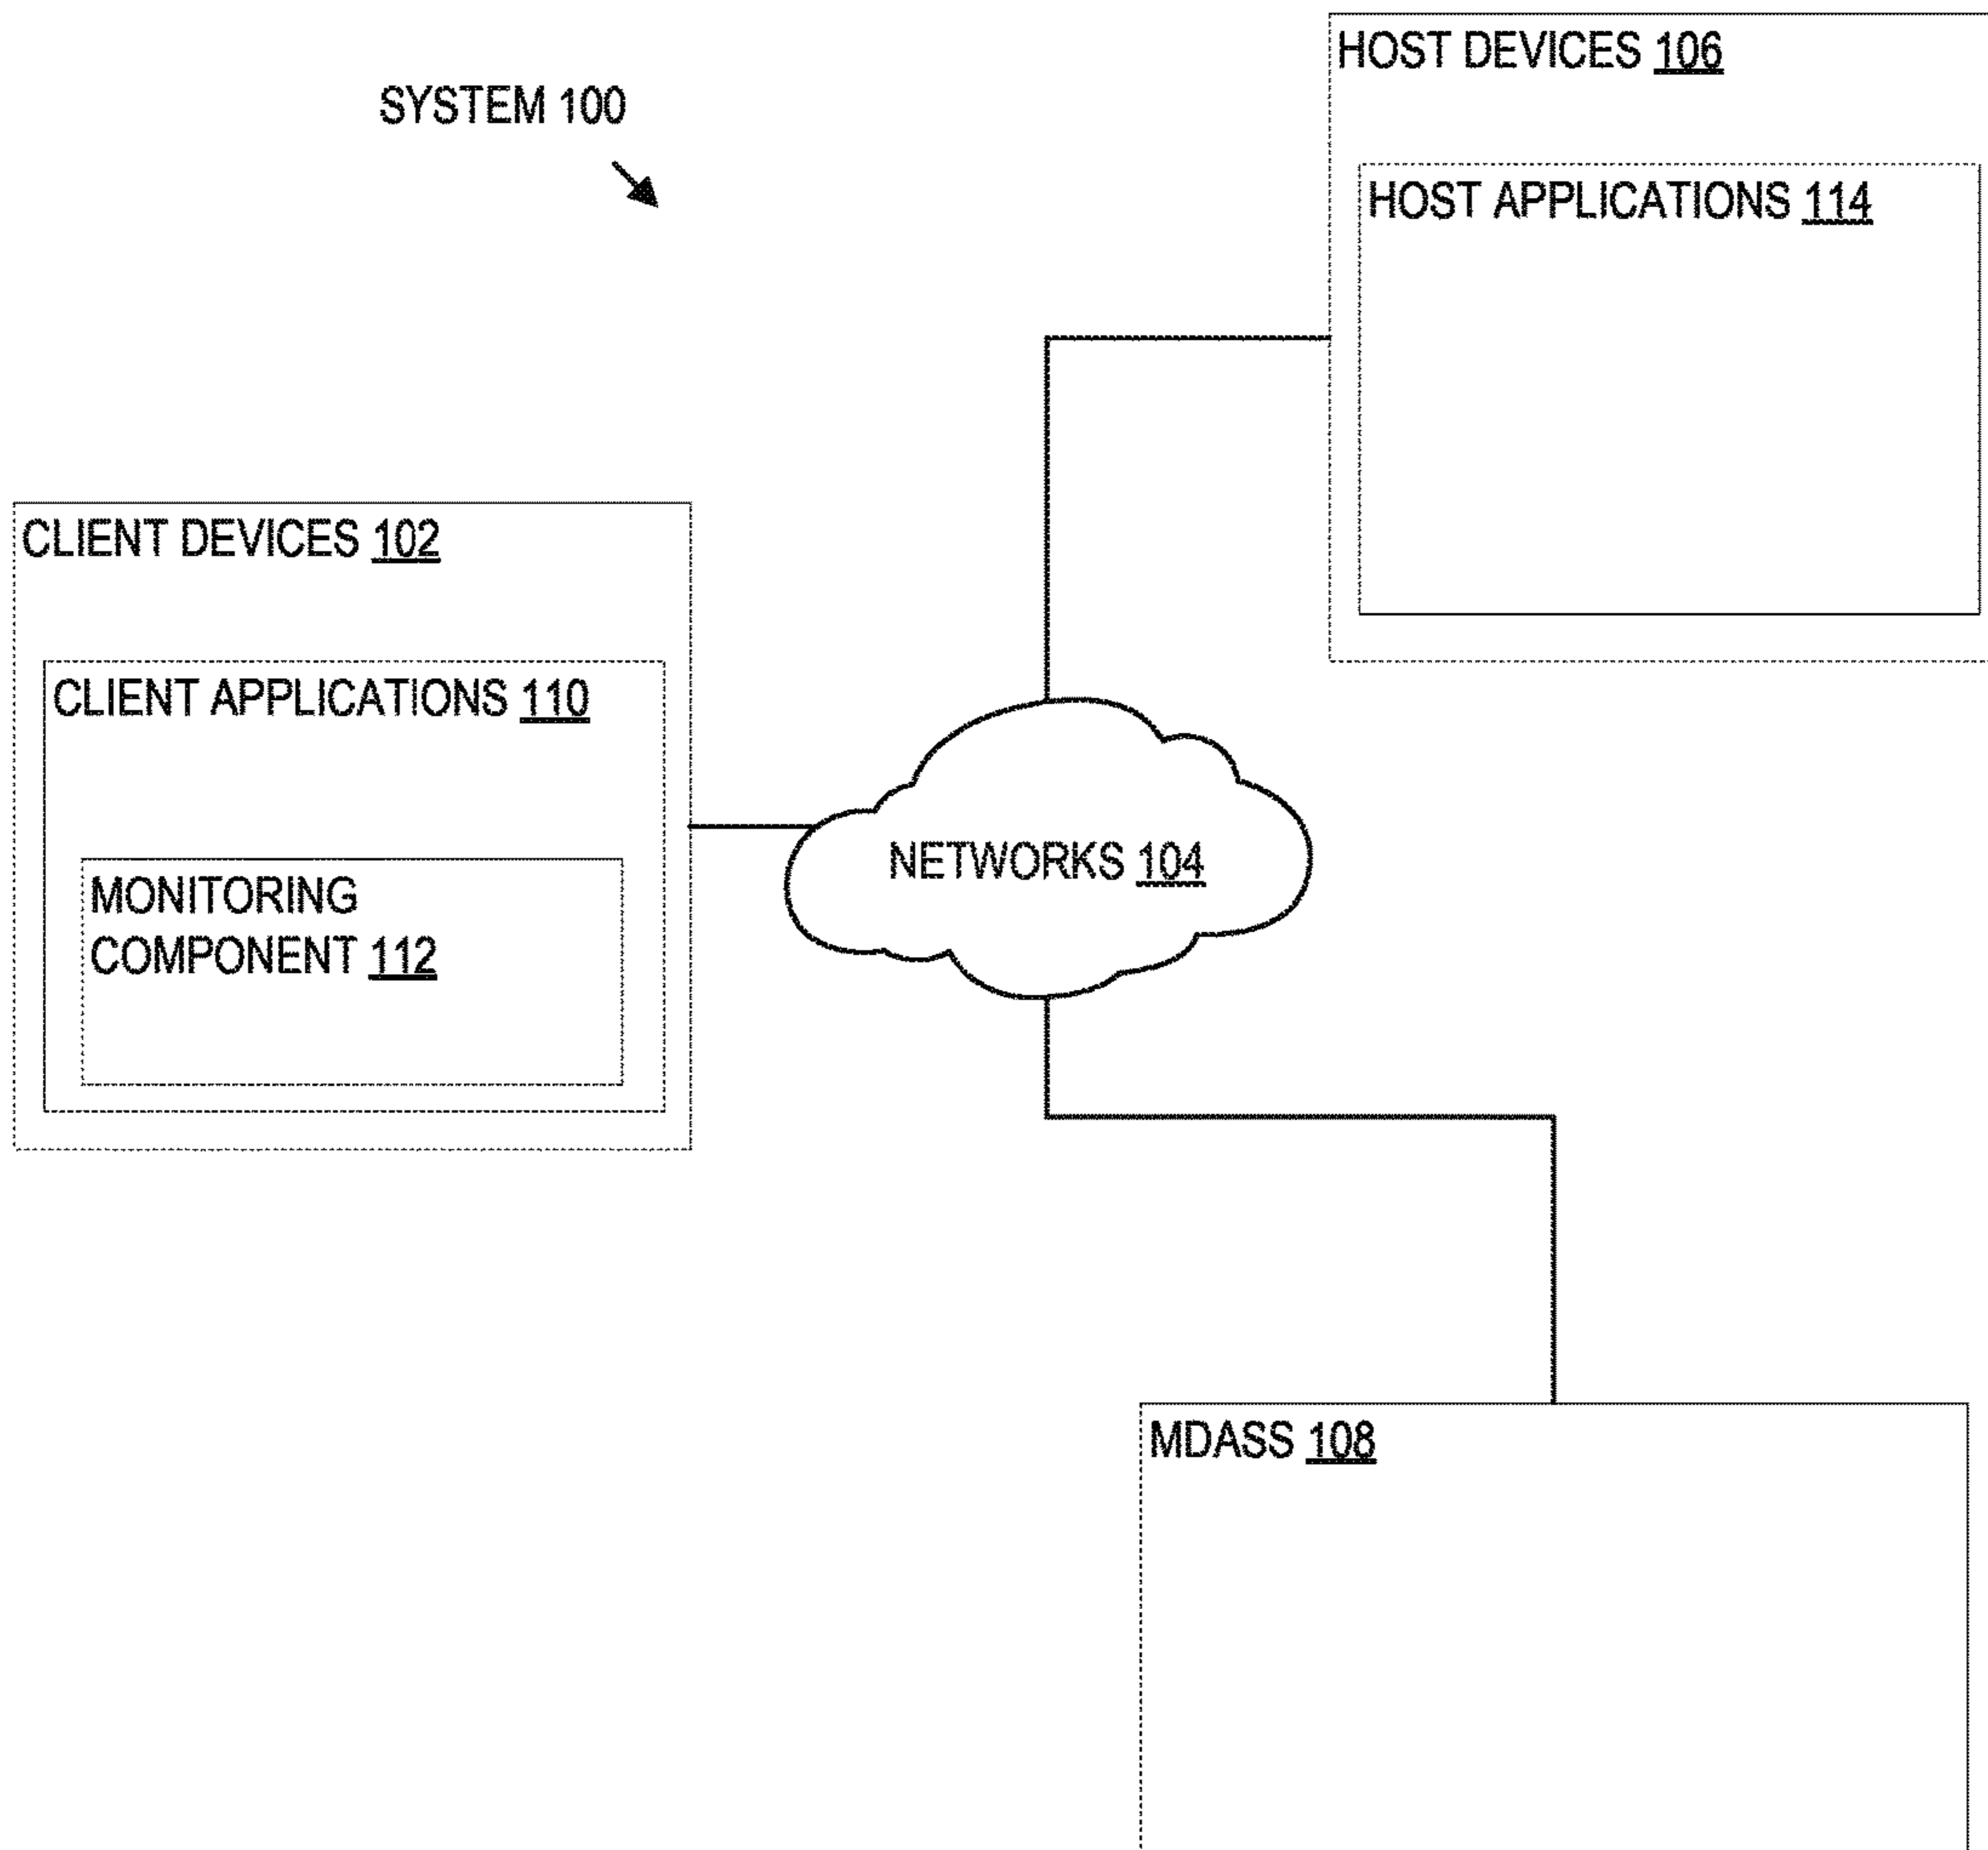 SYSTEM 100
HOST DEVICES 106
HOST APPLICATIONS 114
CLIENT DEVICES 102
CLIENT APPLICATIONS 110
MONITORING
COMPONENT 112
NETWORKS 104
MDASS 108